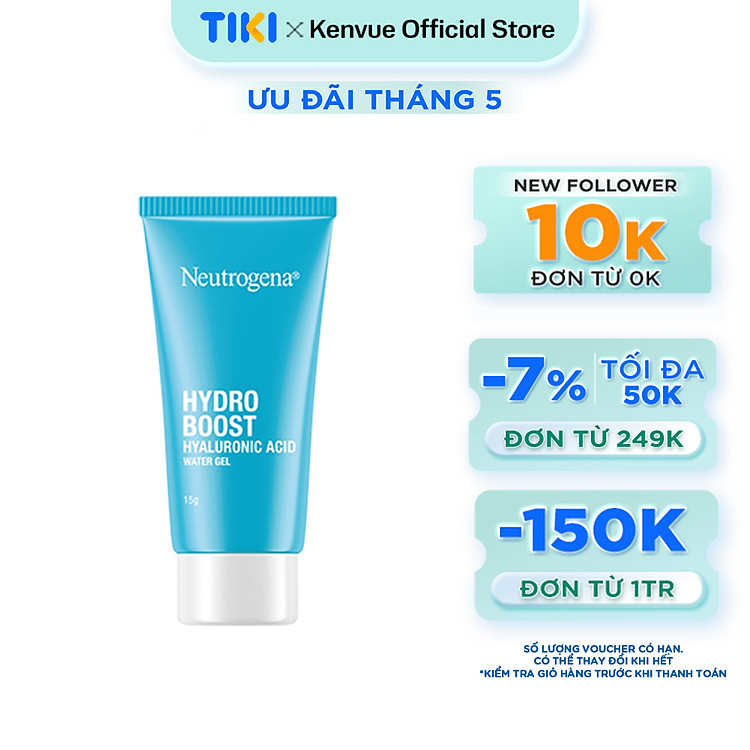 TIKI × Kenvue Official Store
ƯU ĐÃI THÁNG 5
Neutrogena®
HYDRO
BOOST
HYALURONIC ACID
WATER GEL
15g
NEW FOLLOWER
10K
ĐƠN TỪ 0K
-7%
TỐI ĐA
50K
ĐƠN TỪ 249K
-150K
ĐƠN TỪ 1TR
SỐ LƯỢNG VOUCHER CÓ HẠN.
CÓ THỂ THAY ĐỔI KHI HẾT
*KIỂM TRA GIỎ HÀNG TRƯỚC KHI THANH TOÁN